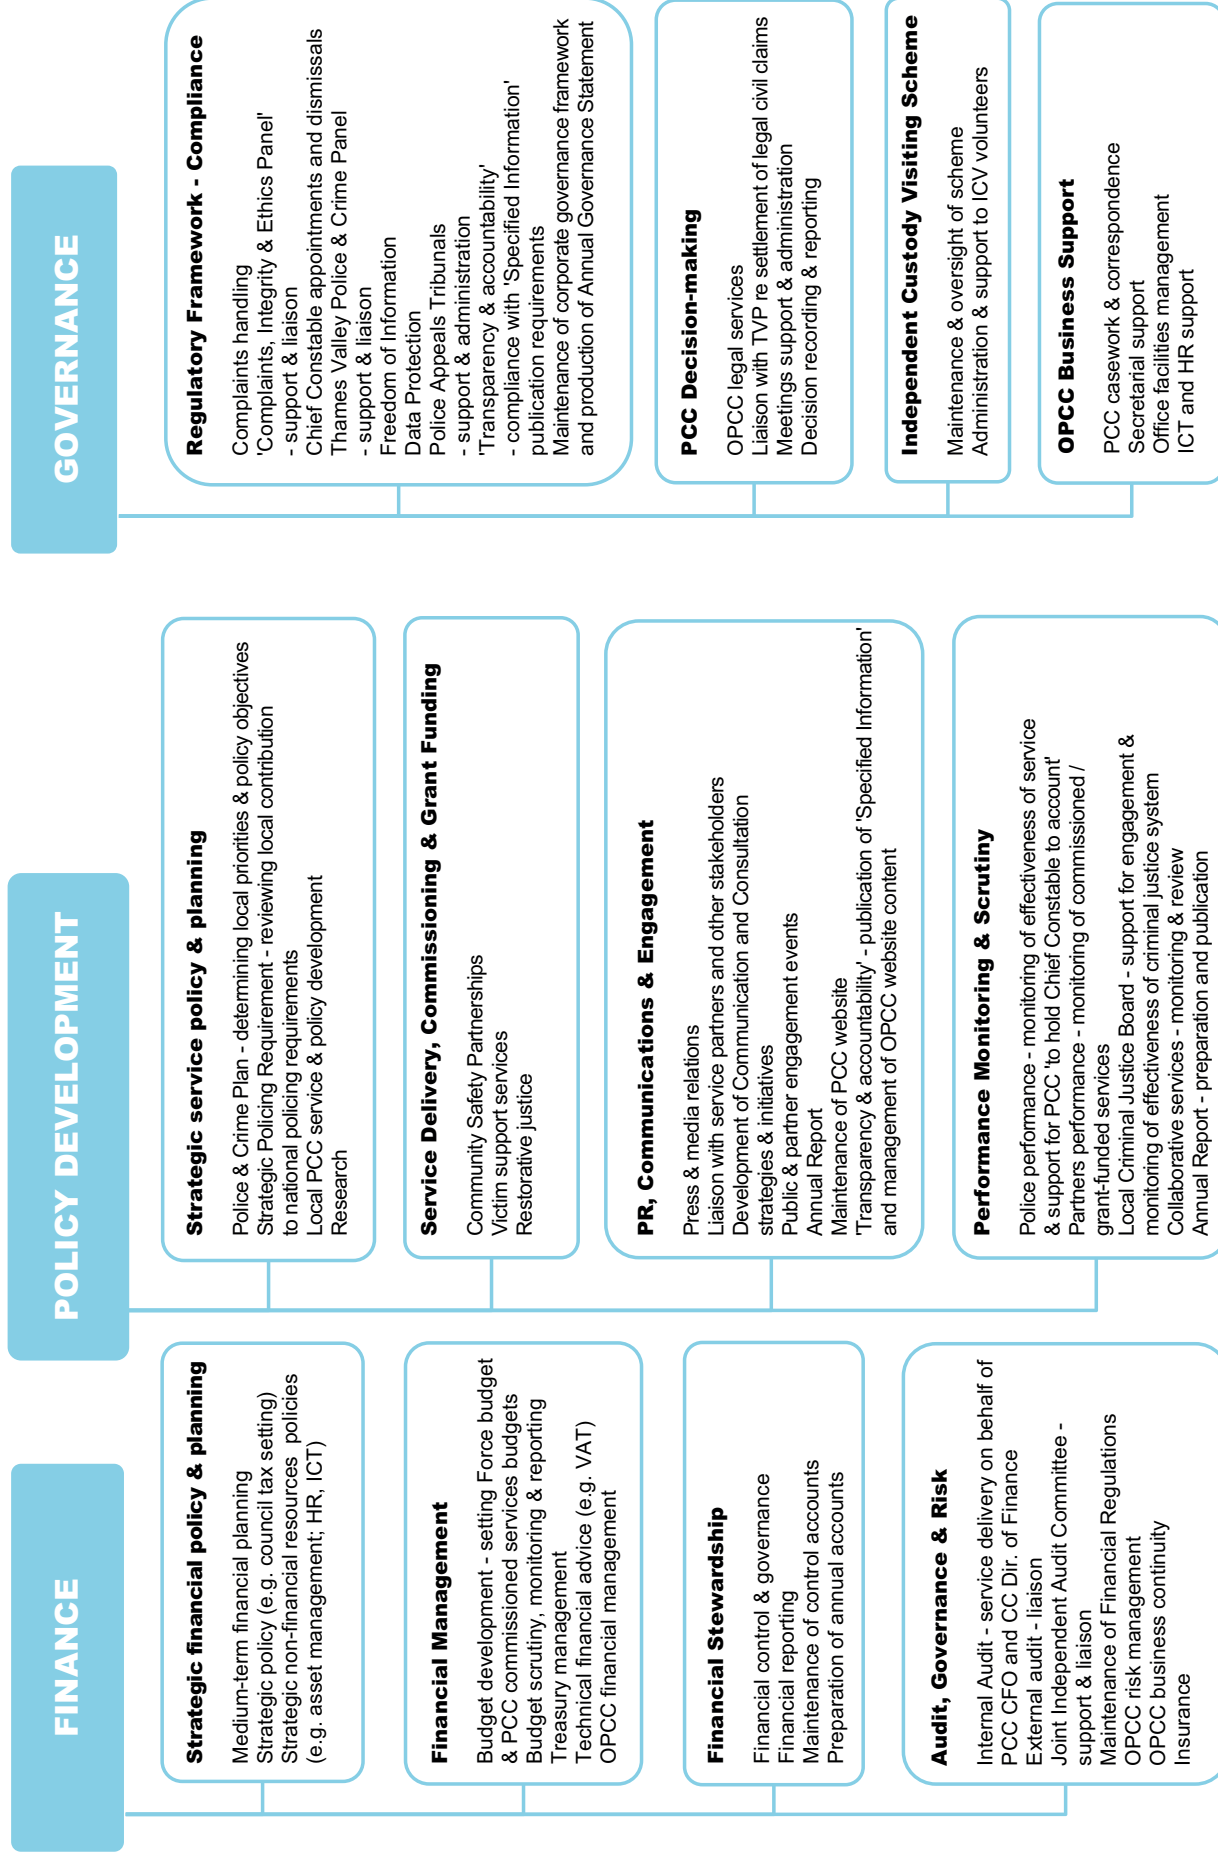 FINANCE
Strategic financial policy & planning
Medium-term financial planning
Strategic policy (e.g. council tax setting)
Strategic non-financial resources policies
(e.g. asset management; HR, ICT)
Financial Management
Budget development - setting Force budget
& PCC commissioned services budgets
Budget scrutiny, monitoring & reporting
Treasury management
Technical financial advice (e.g. VAT)
OPCC financial management
Financial Stewardship
Financial control & governance
Financial reporting
Maintenance of control accounts
Preparation of annual accounts
Audit, Governance & Risk
Internal Audit - service delivery on behalf of
PCC CFO and CC Dir. of Finance
External audit - liaison
Joint Independent Audit Committee -
support & liaison
Maintenance of Financial Regulations
OPCC risk management
OPCC business continuity
Insurance
POLICY DEVELOPMENT
Strategic service policy & planning
Police & Crime Plan - determining local priorities & policy objectives
Strategic Policing Requirement - reviewing local contribution
to national policing requirements
Local PCC service & policy development
Research
Service Delivery, Commissioning & Grant Funding
Community Safety Partnerships
Victim support services
Restorative justice
PR, Communications & Engagement
Press & media relations
Liaison with service partners and other stakeholders
Development of Communication and Consultation
strategies & initiatives
Public & partner engagement events
Annual Report
Maintenance of PCC website
'Transparency & accountability' - publication of 'Specified Information'
and management of OPCC website content
Performance Monitoring & Scrutiny
Police performance - monitoring of effectiveness of service
& support for PCC 'to hold Chief Constable to account'
Partners performance - monitoring of commissioned /
grant-funded services
Local Criminal Justice Board - support for engagement &
monitoring of effectiveness of criminal justice system
Collaborative services - monitoring & review
Annual Report - preparation and publication
GOVERNANCE
Regulatory Framework - Compliance
Complaints handling
'Complaints, Integrity & Ethics Panel'
- support & liaison
Chief Constable appointments and dismissals
Thames Valley Police & Crime Panel
- support & liaison
Freedom of Information
Data Protection
Police Appeals Tribunals
- support & administration
'Transparency & accountability'
- compliance with 'Specified Information'
publication requirements
Maintenance of corporate governance framework
and production of Annual Governance Statement
PCC Decision-making
OPCC legal services
Liaison with TVP re settlement of legal civil claims
Meetings support & administration
Decision recording & reporting
Independent Custody Visiting Scheme
Maintenance & oversight of scheme
Administration & support to ICV volunteers
OPCC Business Support
PCC casework & correspondence
Secretarial support
Office facilities management
ICT and HR support